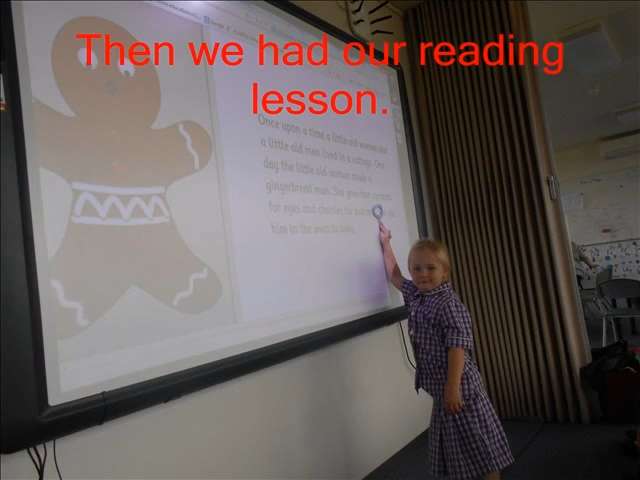 Then we had our reading
lesson.
Once upon a time a little old woman and
a little old man lived in a cottage. One
day the little old woman made a
gingerbread man. She gave him currants
for eyes and cherries for buttons.
him in the oven to bake.